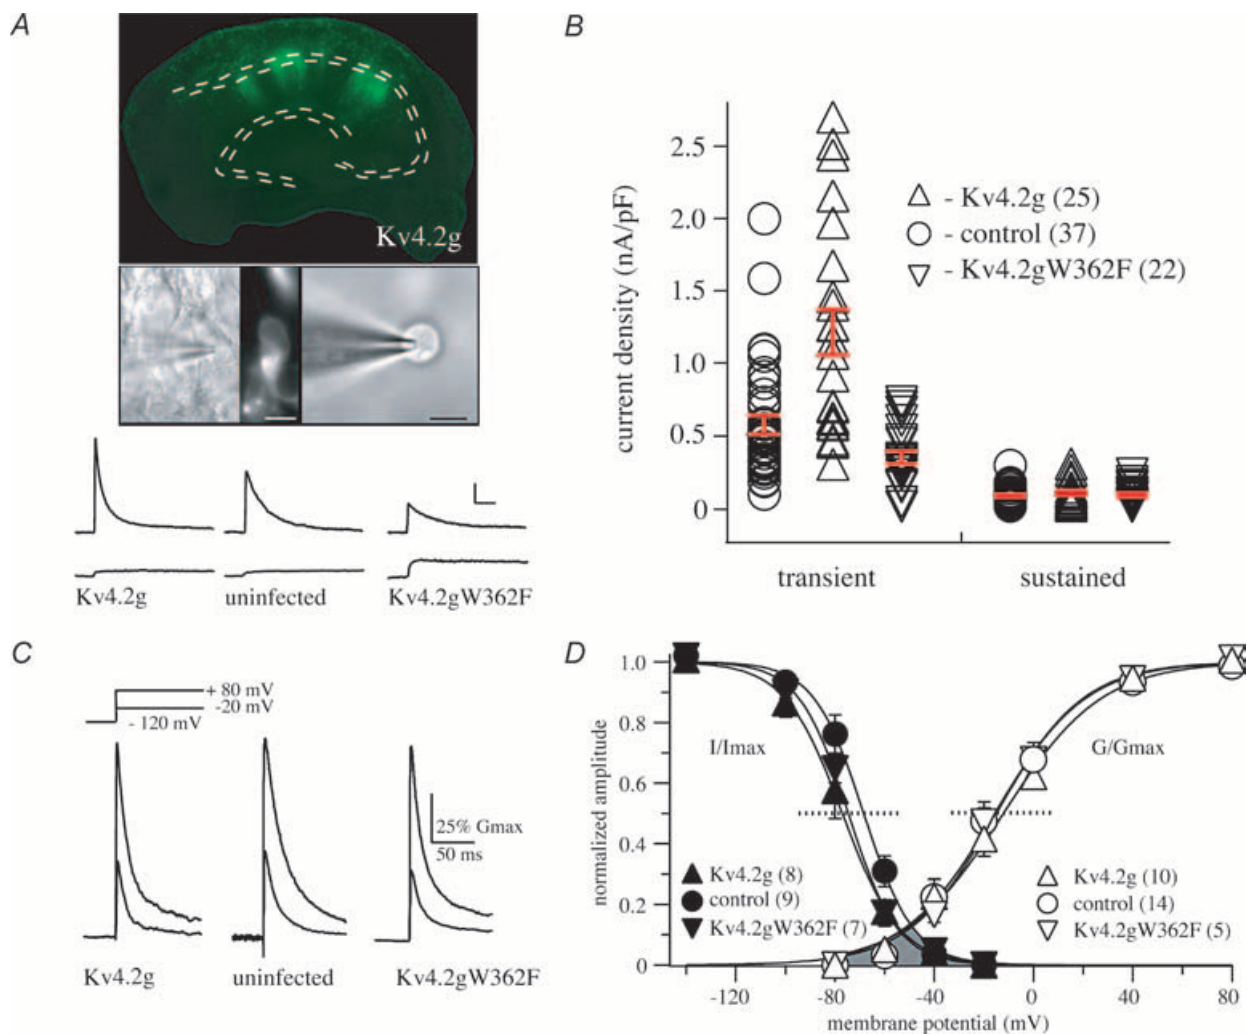 A
Kv4.2g
Kv4.2g uninfected Kv4.2gW362F
B
2.5
2.0
1.5
1.0
0.5
0
current density (nA/pF)
- Kv4.2g (25)
- control (37)
- Kv4.2gW362F (22)
transient sustained
C
+ 80 mV
-20 mV
- 120 mV
25% Gmax
50 ms
Kv4.2g uninfected Kv4.2gW362F
D
1.0
0.8
0.6
0.4
0.2
0
normalized amplitude
I/Imax G/Gmax
Kv4.2g (8)
control (9)
Kv4.2gW362F (7)
Kv4.2g (10)
control (14)
Kv4.2gW362F (5)
-120 -80 -40 0 40 80
membrane potential (mV)